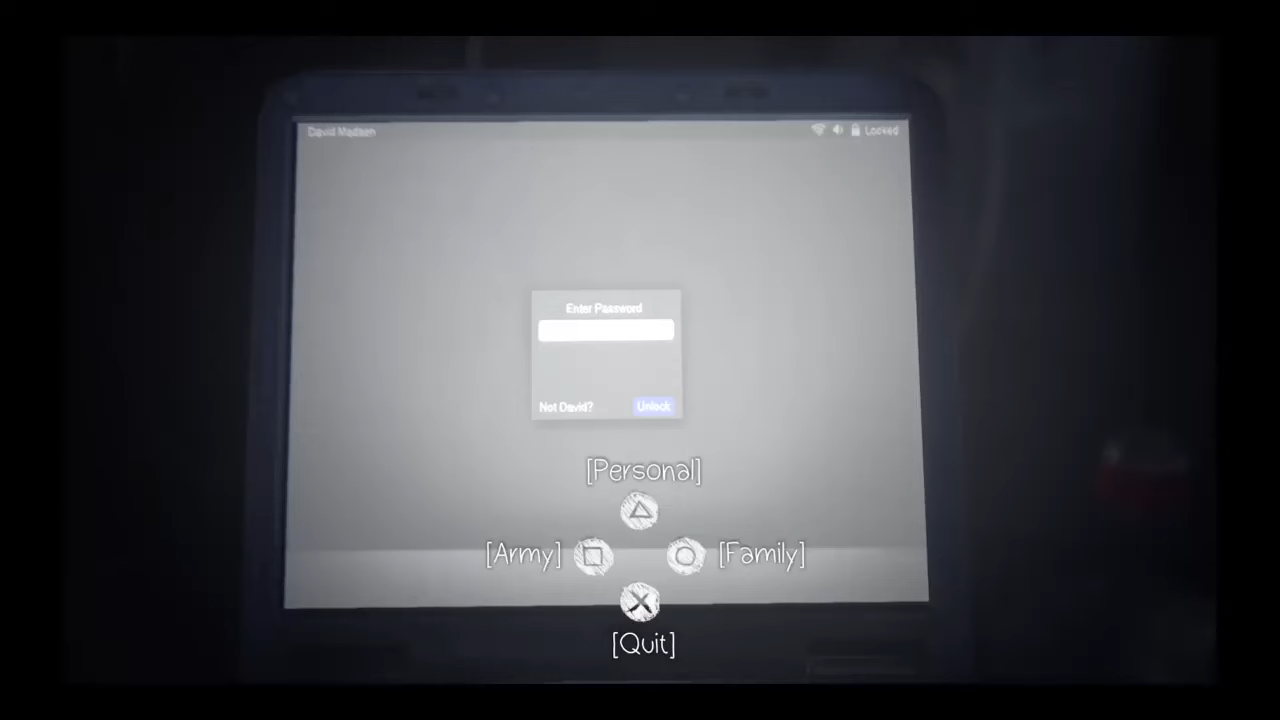 David Madsen
Locked
Enter Password
Not David?
Unlock
[Personal]
[Army]
[Family]
[Quit]